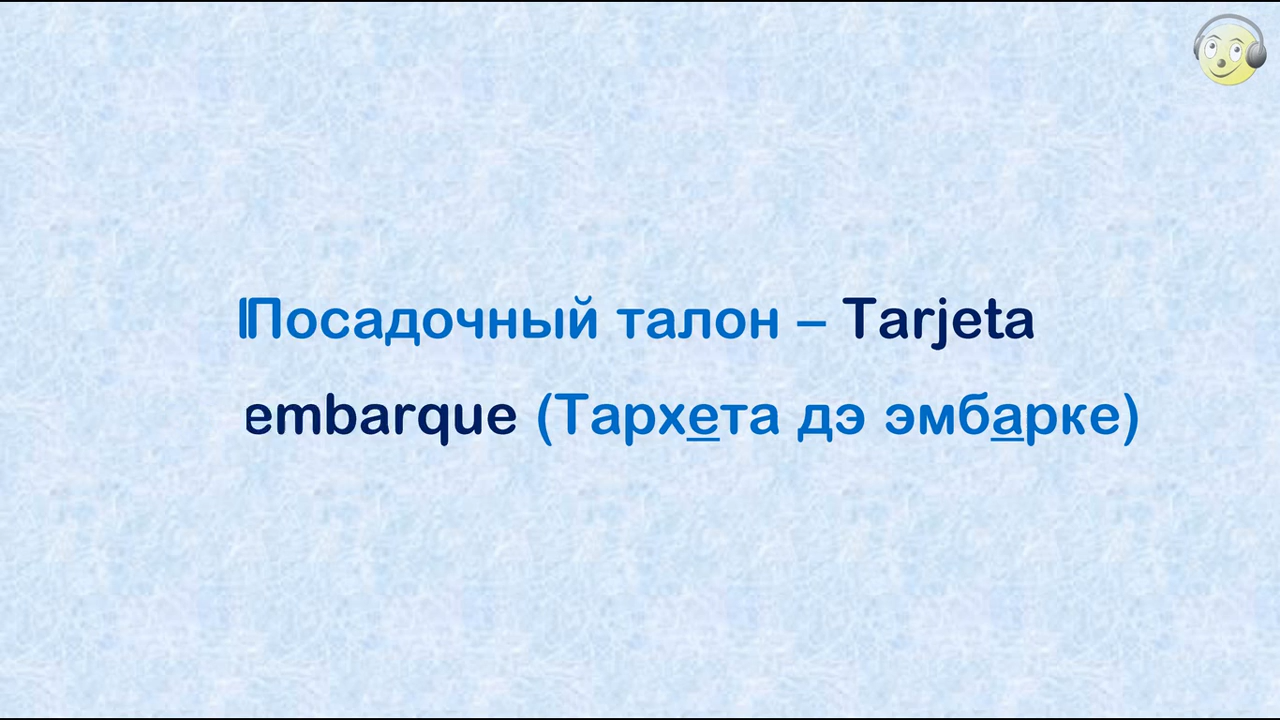 Посадочный талон – Tarjeta
embarque (Тархета дэ эмбарке)